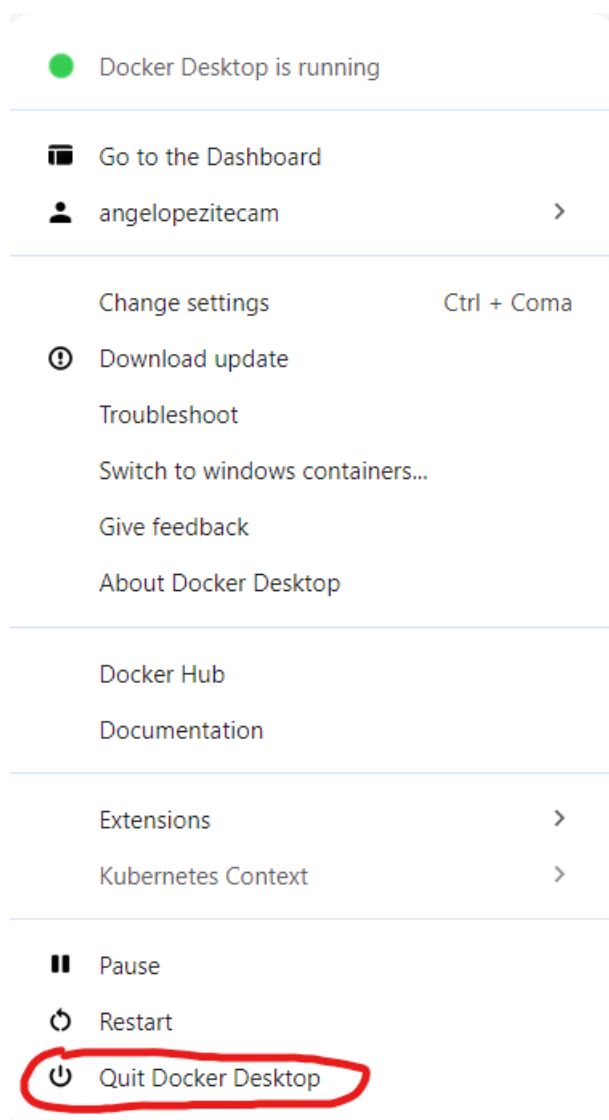 Docker Desktop is running
Go to the Dashboard
angelopezitecam
Change settings Ctrl + Coma
Download update
Troubleshoot
Switch to windows containers...
Give feedback
About Docker Desktop
Docker Hub
Documentation
Extensions
Kubernetes Context
Pause
Restart
Quit Docker Desktop